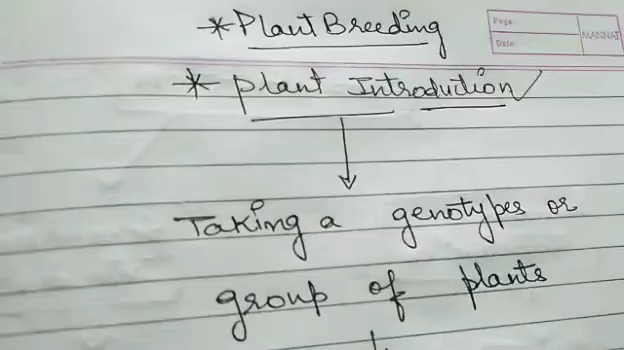 * Plant Breeding
Page:
Date:
MANNAT
* plant Introduction
Taking a genotypes or
group of plants